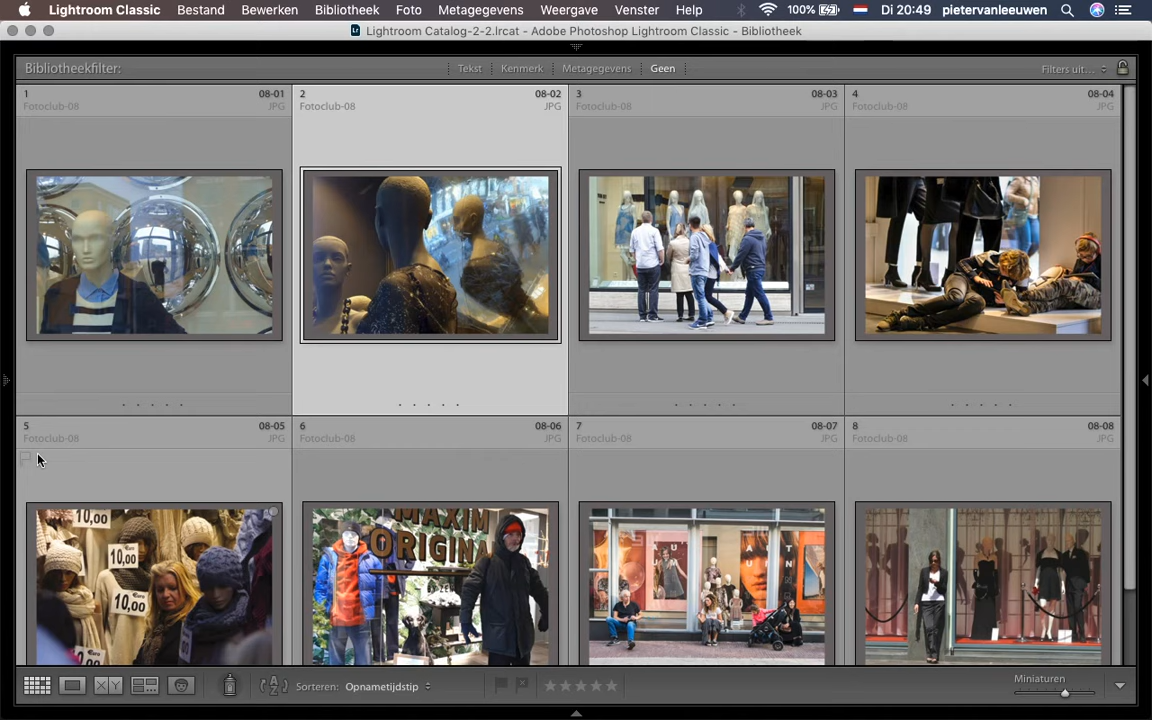 Lightroom Classic Bestand Bewerken Bibliotheek Foto Metagegevens Weergave Venster Help 100% Di 20:49 pietervanleeuwen
Lightroom Catalog-2-2.lrcat - Adobe Photoshop Lightroom Classic - Bibliotheek
Bibliotheekfilter: Tekst Kenmerk Metagegevens Geen Filters uit...
1 08-01 2 08-02 3 08-03 4 08-04
Fotoclub-08 JPG Fotoclub-08 JPG Fotoclub-08 JPG Fotoclub-08 JPG
5 08-05 6 08-06 7 08-07 8 08-08
Fotoclub-08 JPG Fotoclub-08 JPG Fotoclub-08 JPG Fotoclub-08 JPG
10,00
10,00
10,00
MAXIM
ORIGINA
Sorteren: Opnametijdstip
Miniaturen